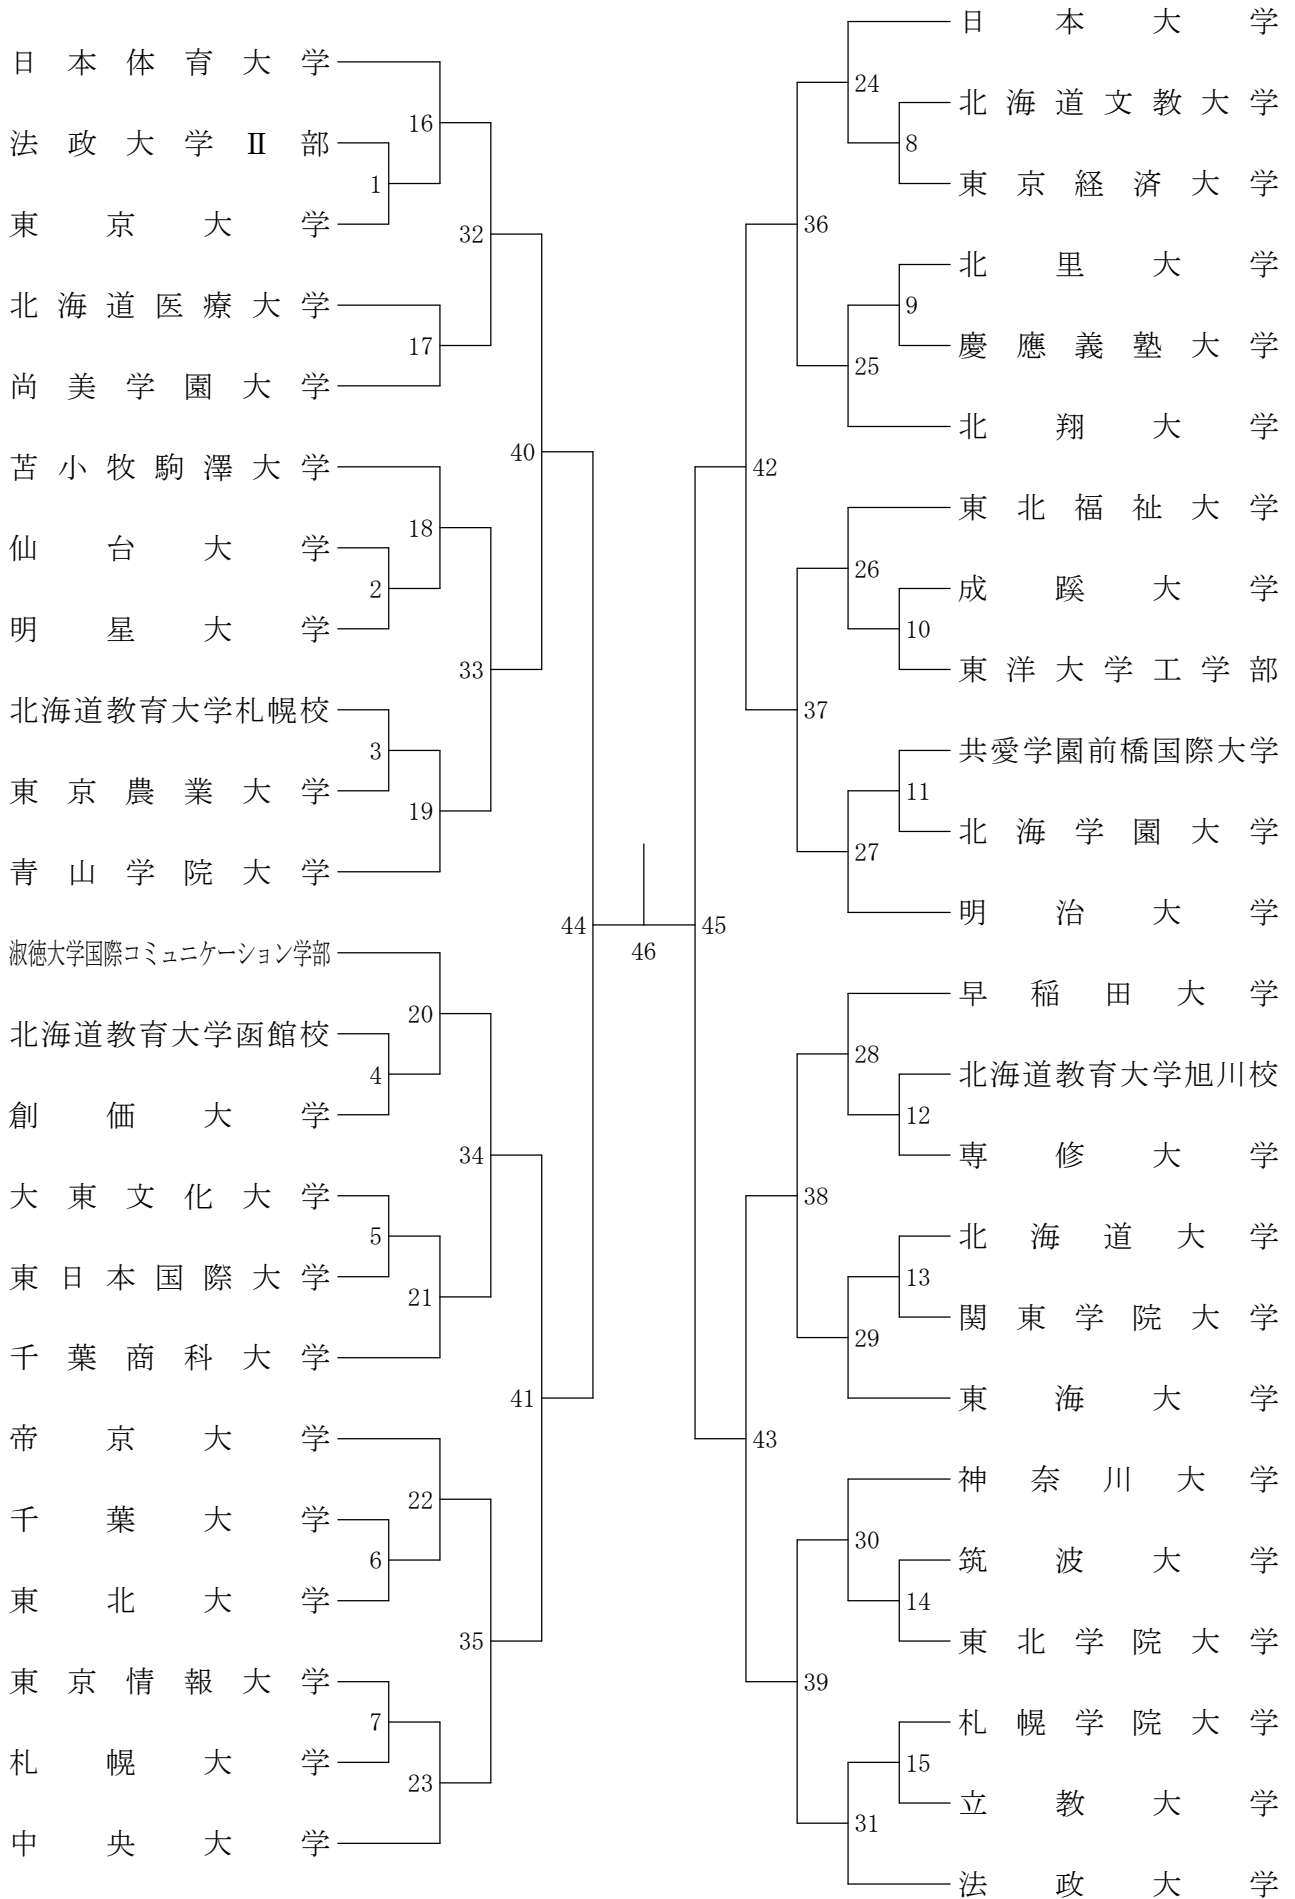 日本体育大学
16
法政大学Ⅱ部
1
東京大学
32
北海道医療大学
17
尚美学園大学
40
苫小牧駒澤大学
18
仙台大学
2
明星大学
33
北海道教育大学札幌校
3
東京農業大学
19
青山学院大学
44
淑徳大学国際コミュニケーション学部
20
北海道教育大学函館校
4
創価大学
34
大東文化大学
5
東日本国際大学
21
千葉商科大学
41
帝京大学
22
千葉大学
6
東北大学
35
東京情報大学
7
札幌大学
23
中央大学
46
日本大学
24
北海道文教大学
8
東京経済大学
36
北里大学
9
慶應義塾大学
25
北翔大学
42
東北福祉大学
26
成蹊大学
10
東洋大学工学部
37
共愛学園前橋国際大学
11
北海学園大学
27
明治大学
45
早稲田大学
28
北海道教育大学旭川校
12
専修大学
38
北海道大学
13
関東学院大学
29
東海大学
43
神奈川大学
30
筑波大学
14
東北学院大学
39
札幌学院大学
15
立教大学
31
法政大学